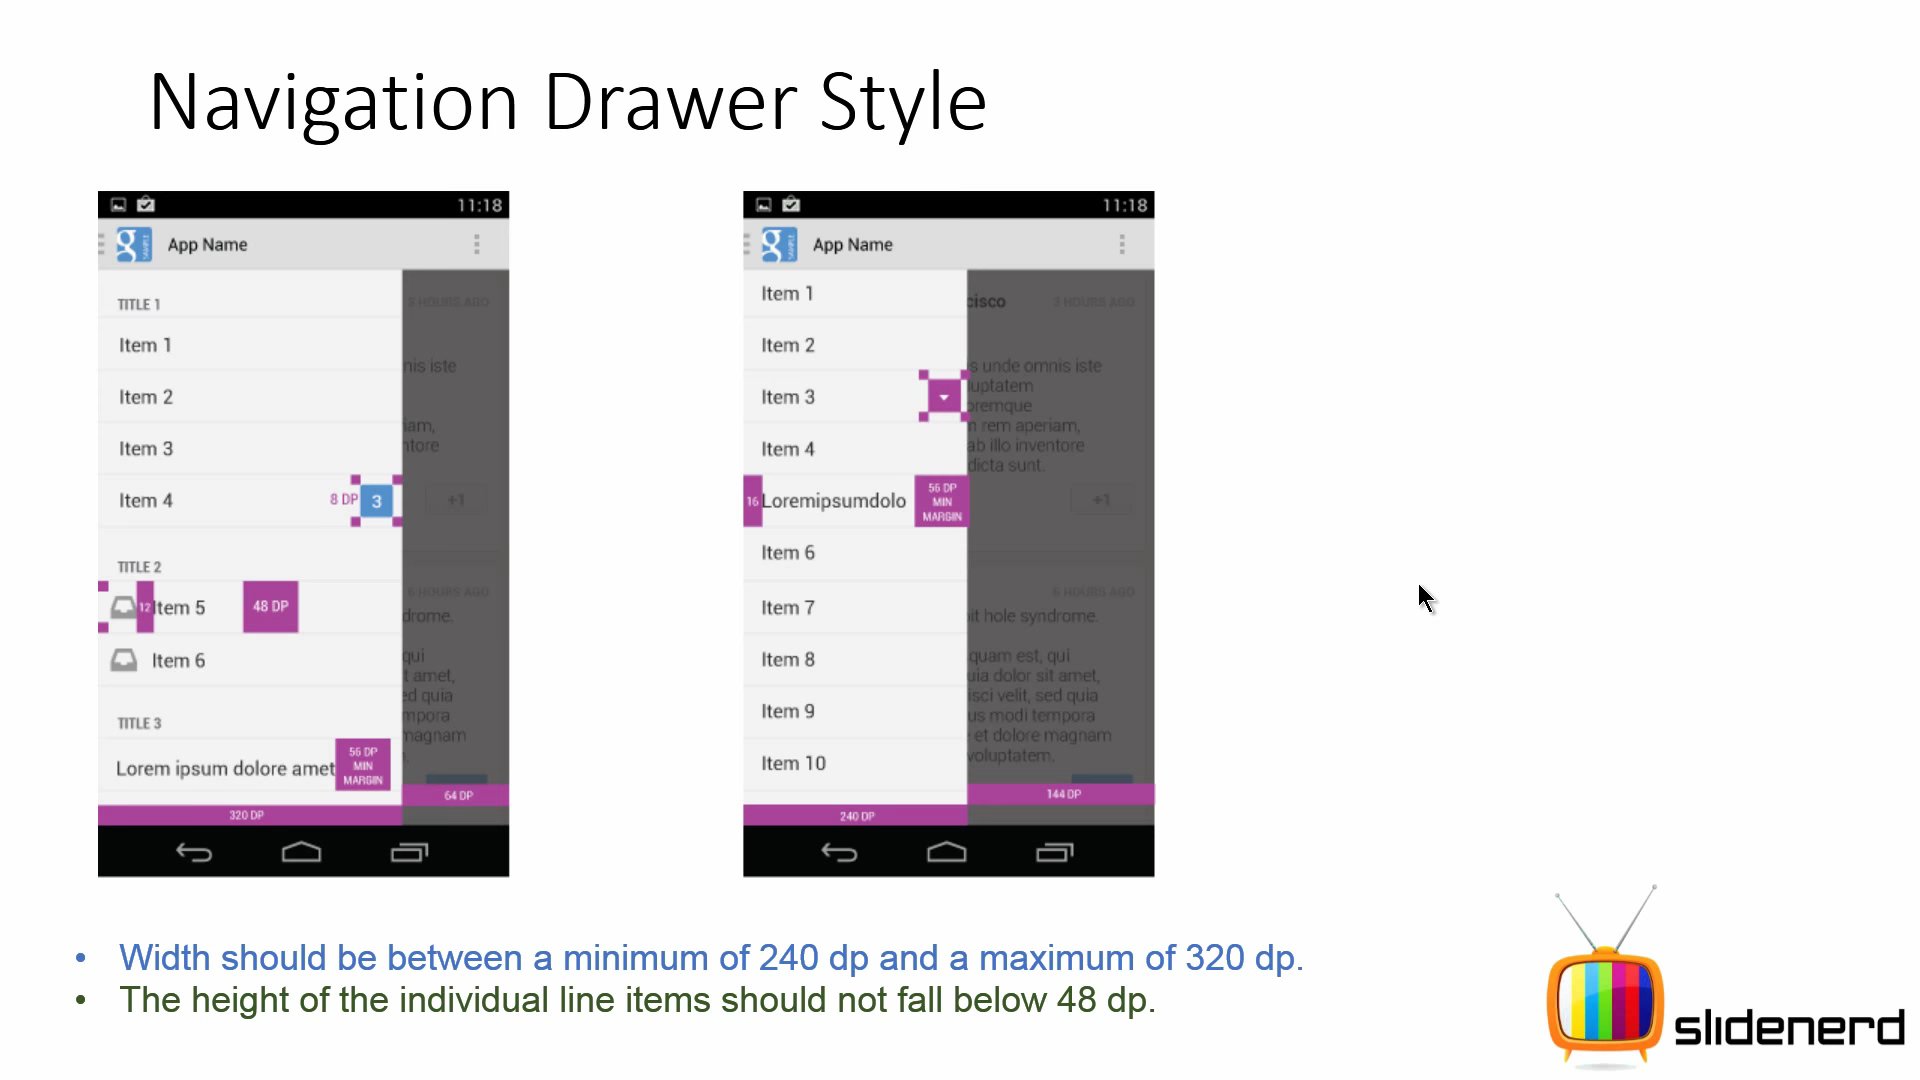 Navigation Drawer Style
11:18
App Name
TITLE 1
Item 1
Item 2
Item 3
Item 4
8 DP
3
TITLE 2
12
Item 5
48 DP
Item 6
TITLE 3
Lorem ipsum dolore amet
56 DP
MIN
MARGIN
320 DP
3 HOURS AGO
nis iste
iam,
ntore
+1
6 HOURS AGO
drome.
qui
t amet,
ed quia
mpora
magnam
64 DP
11:18
App Name
Item 1
Item 2
Item 3
Item 4
16
Loremipsumdolo
56 DP
MIN
MARGIN
Item 6
Item 7
Item 8
Item 9
Item 10
240 DP
cisco
3 HOURS AGO
s unde omnis iste
luptatem
oremque
n rem aperiam,
ab illo inventore
dicta sunt.
+1
6 HOURS AGO
it hole syndrome.
quam est, qui
uia dolor sit amet,
isci velit, sed quia
us modi tempora
e et dolore magnam
voluptatem.
144 DP
• Width should be between a minimum of 240 dp and a maximum of 320 dp.
• The height of the individual line items should not fall below 48 dp.
slidenerd